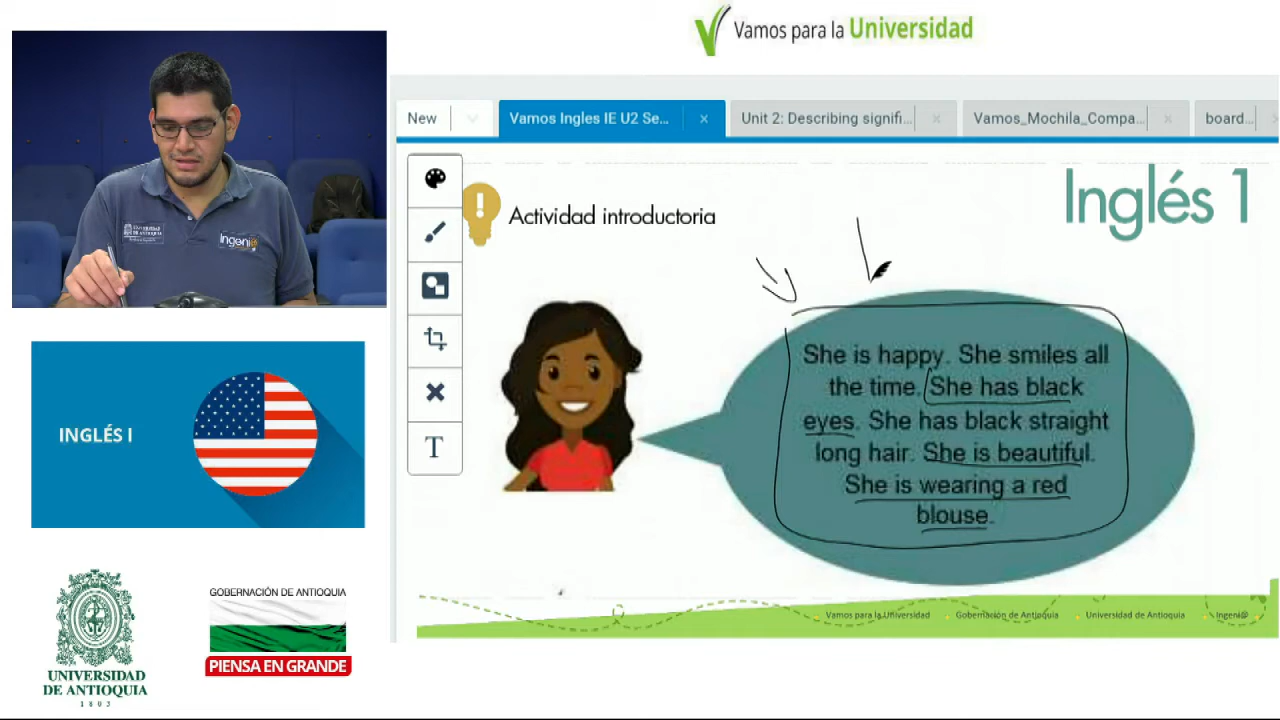 Vamos para la Universidad
New
Vamos Ingles IE U2 Se...
Unit 2: Describing signifi...
Vamos_Mochila_Compa...
board...
Actividad introductoria
Inglés 1
She is happy. She smiles all
the time. She has black
eyes. She has black straight
long hair. She is beautiful.
She is wearing a red
blouse.
T
ingeni@
INGLÉS I
UNIVERSIDAD
DE ANTIOQUIA
1803
GOBERNACIÓN DE ANTIOQUIA
PIENSA EN GRANDE
Vamos para la Universidad
Gobernación de Antioquia
Universidad de Antioquia
Ingeni@